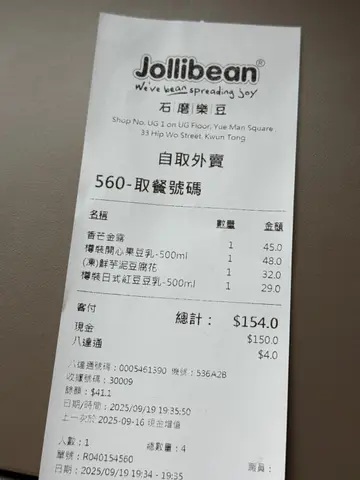 Jollibean®
We've bean spreading joy
石磨樂豆
Shop No. UG 1 on UG Floor, Yue Man Square
33 Hip Wo Street, Kwun Tong
自取外賣
560-取餐號碼
名稱 數量 金額
香芒金露 1 45.0
樽裝開心果豆乳-500ml 1 48.0
(凍)鮮芋泥豆腐花 1 32.0
樽裝日式紅豆豆乳-500ml 1 29.0
客付 總計: $154.0
現金 $150.0
八達通 $4.0
八達通號碼:0005461390 機號:536A2B
收據號碼:30009
餘額:$41.1
日期/時間:2025/09/19 19:35:50
上一次於 2025-09-16 現金增值
人數:1 總數量:4
單號:R040154560
日期:2025/09/19 19:34 - 19:35